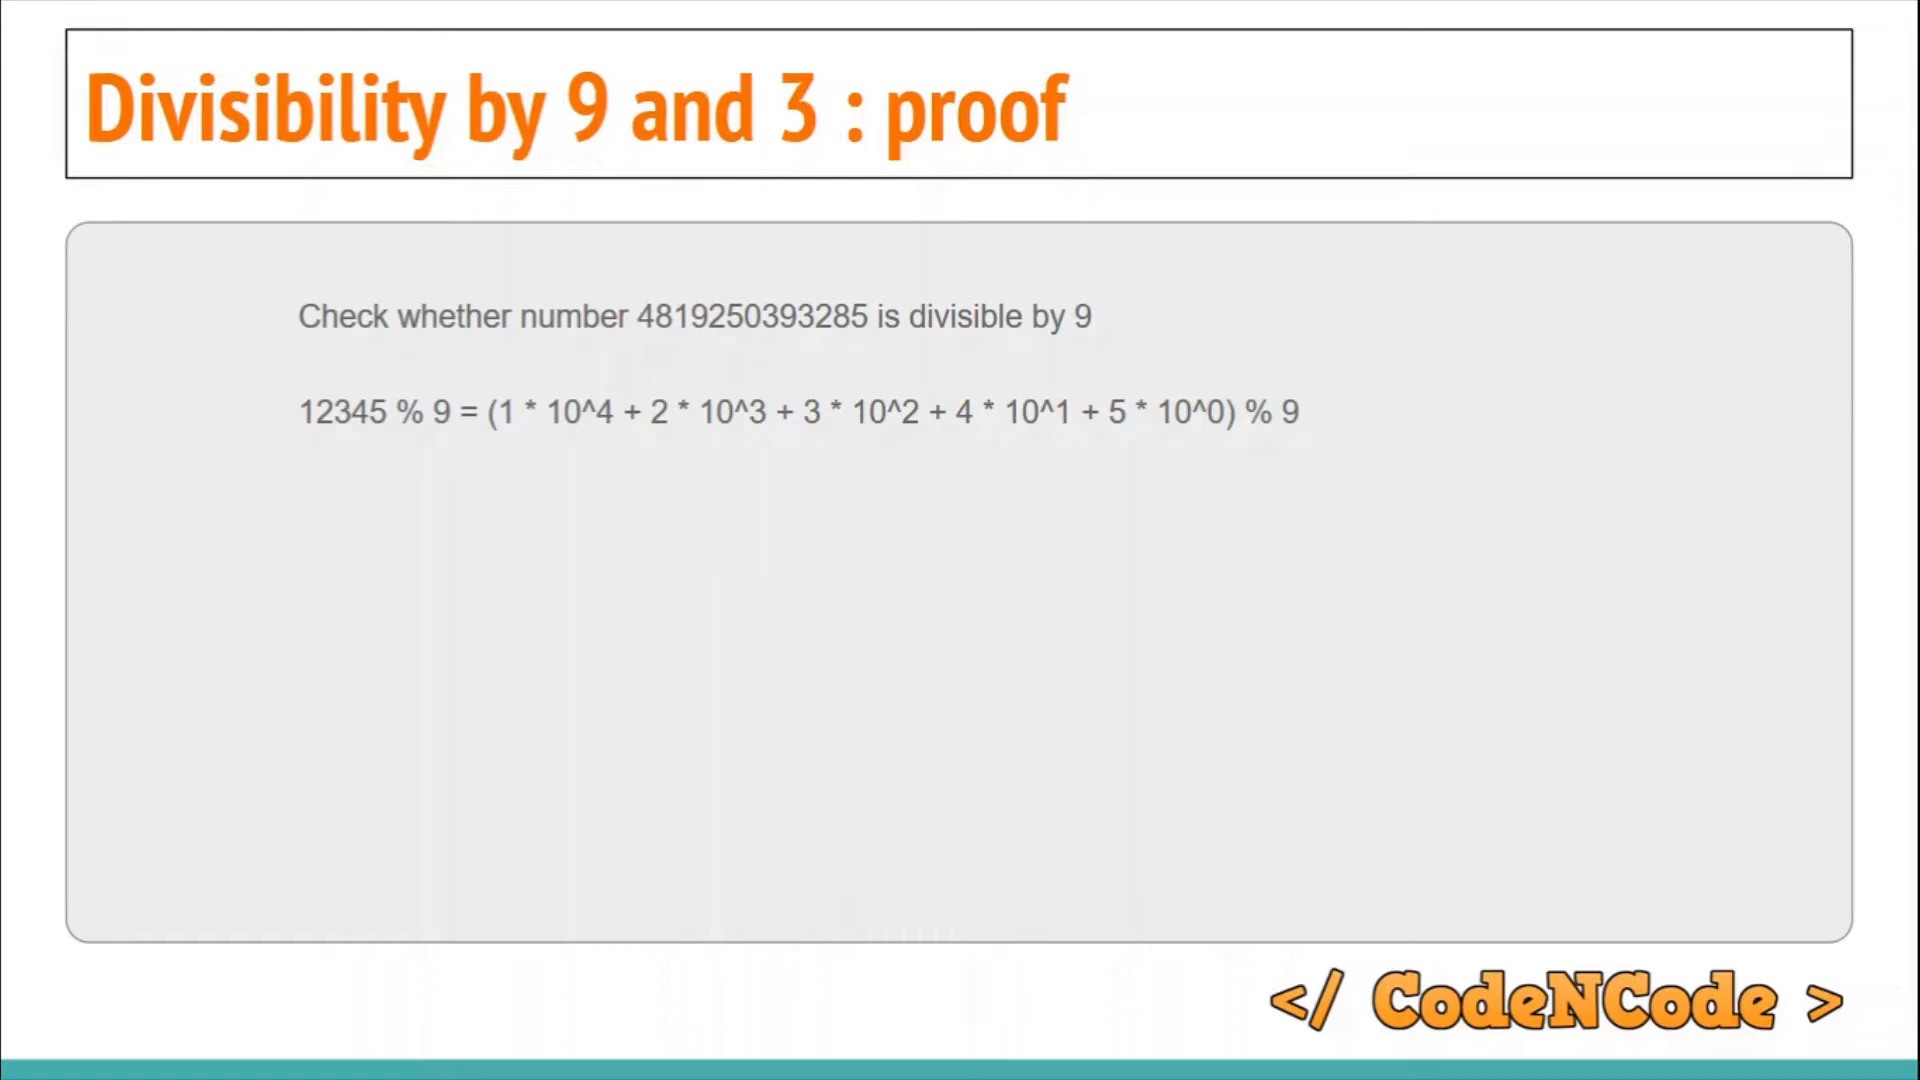 Divisibility by 9 and 3 : proof
Check whether number 4819250393285 is divisible by 9
12345 % 9 = (1 * 10^4 + 2 * 10^3 + 3 * 10^2 + 4 * 10^1 + 5 * 10^0) % 9
</ CodeNCode >